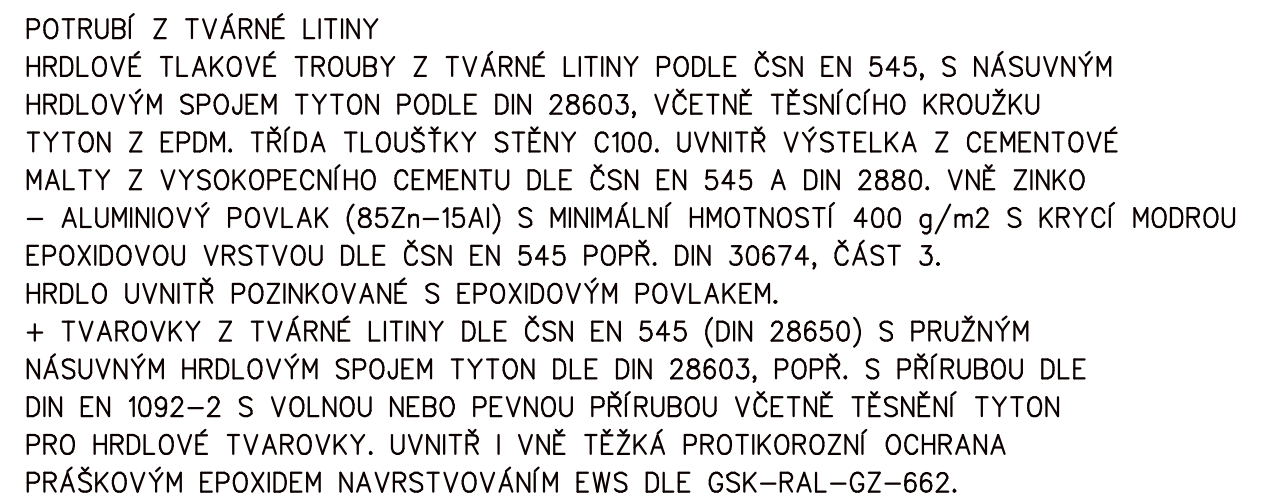 POTRUBÍ Z TVÁRNÉ LITINY
HRDLOVÉ TLAKOVÉ TROUBY Z TVÁRNÉ LITINY PODLE ČSN EN 545, S NÁSUVNÝM
HRDLOVÝM SPOJEM TYTON PODLE DIN 28603, VČETNĚ TĚSNÍCÍHO KROUŽKU
TYTON Z EPDM. TŘÍDA TLOUŠŤKY STĚNY C100. UVNITŘ VÝSTELKA Z CEMENTOVÉ
MALTY Z VYSOKOPECNÍHO CEMENTU DLE ČSN EN 545 A DIN 2880. VNĚ ZINKO
– ALUMINIOVÝ POVLAK (85Zn–15Al) S MINIMÁLNÍ HMOTNOSTÍ 400 g/m2 S KRYCÍ MODROU
EPOXIDOVOU VRSTVOU DLE ČSN EN 545 POPŘ. DIN 30674, ČÁST 3.
HRDLO UVNITŘ POZINKOVANÉ S EPOXIDOVÝM POVLAKEM.
+ TVAROVKY Z TVÁRNÉ LITINY DLE ČSN EN 545 (DIN 28650) S PRUŽNÝM
NÁSUVNÝM HRDLOVÝM SPOJEM TYTON DLE DIN 28603, POPŘ. S PŘÍRUBOU DLE
DIN EN 1092–2 S VOLNOU NEBO PEVNOU PŘÍRUBOU VČETNĚ TĚSNĚNÍ TYTON
PRO HRDLOVÉ TVAROVKY. UVNITŘ I VNĚ TĚŽKÁ PROTIKOROZNÍ OCHRANA
PRÁŠKOVÝM EPOXIDEM NAVRSTVOVÁNÍM EWS DLE GSK–RAL–GZ–662.